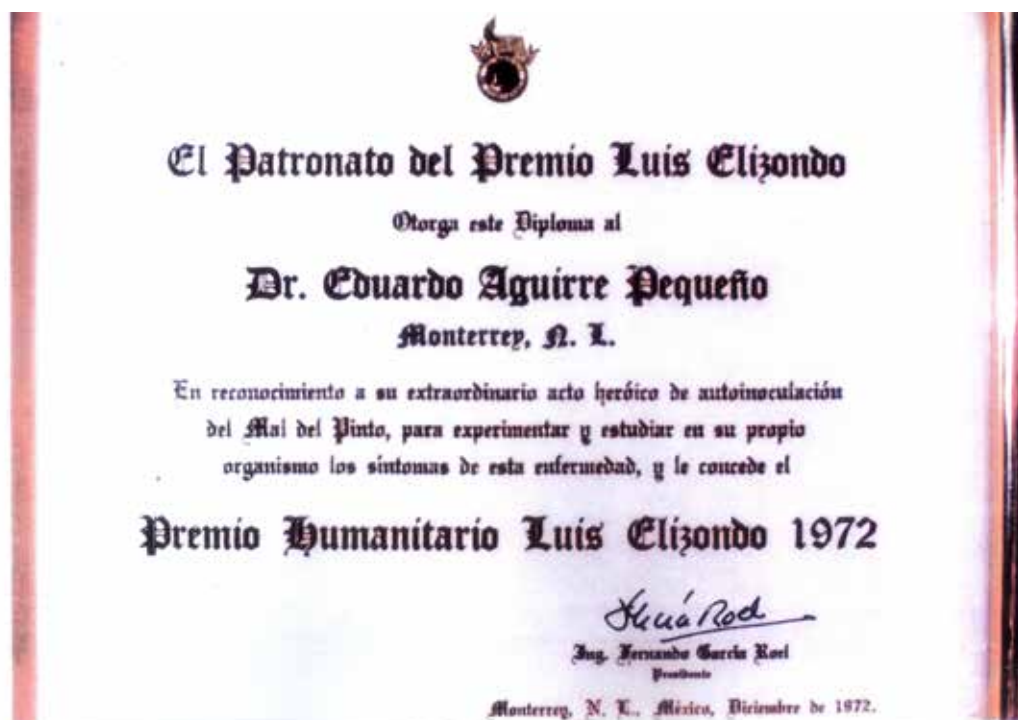 El Patronato del Premio Luis Elizondo
Otorga este Diploma al
Dr. Eduardo Aguirre Pequeño
Monterrey, N. L.
En reconocimiento a su extraordinario acto heróico de autoinoculación
del Mal del Pinto, para experimentar y estudiar en su propio
organismo los síntomas de esta enfermedad, y le concede el
Premio Humanitario Luis Elizondo 1972
García Roel
Ing. Fernando García Roel
Presidente
Monterrey, N. L., México, Diciembre de 1972.